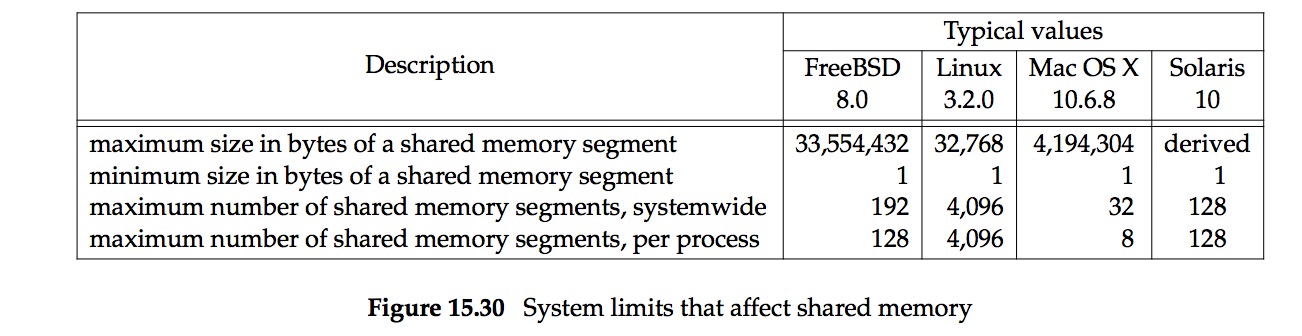 Description Typical values
FreeBSD Linux Mac OS X Solaris
8.0 3.2.0 10.6.8 10
maximum size in bytes of a shared memory segment 33,554,432 32,768 4,194,304 derived
minimum size in bytes of a shared memory segment 1 1 1 1
maximum number of shared memory segments, systemwide 192 4,096 32 128
maximum number of shared memory segments, per process 128 4,096 8 128
Figure 15.30 System limits that affect shared memory